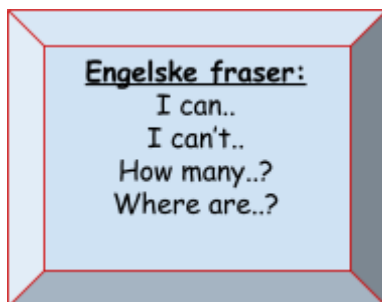 Engelske fraser:
I can..
I can't..
How many..?
Where are..?